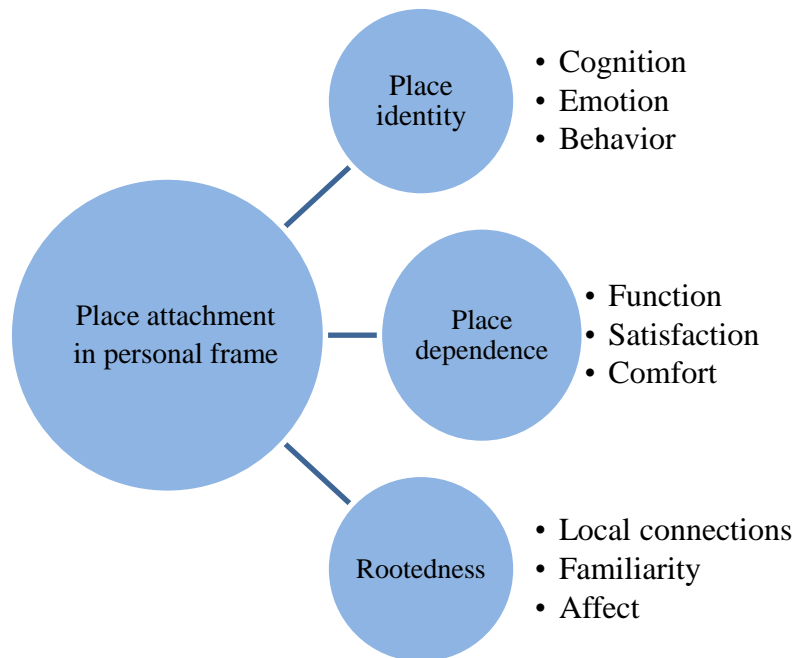 Place
identity
• Cognition
• Emotion
• Behavior
Place attachment
in personal frame
Place
dependence
• Function
• Satisfaction
• Comfort
Rootedness
• Local connections
• Familiarity
• Affect